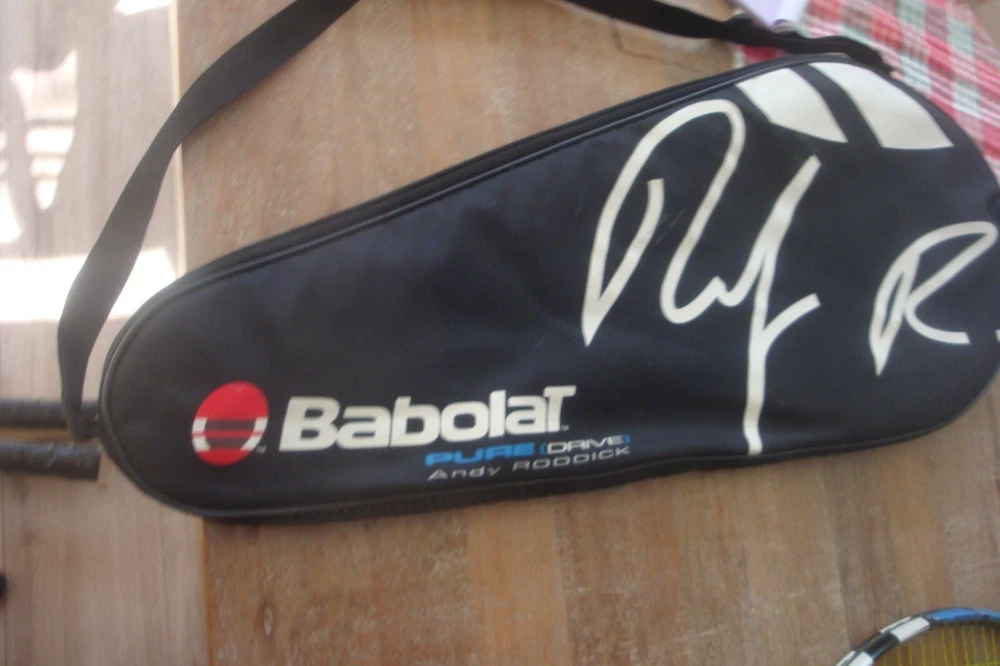 Babolat
PURE DRIVE
Andy RODDICK